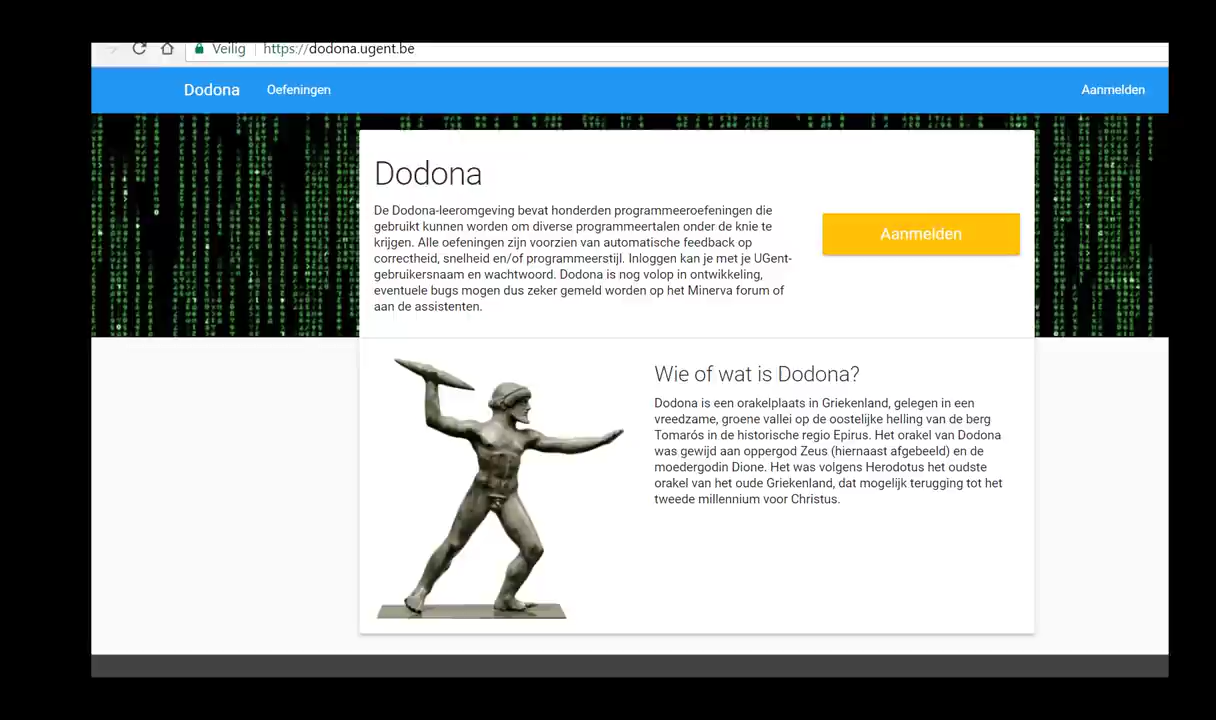 Veilig https://dodona.ugent.be
Dodona Oefeningen Aanmelden
Dodona
De Dodona-leeromgeving bevat honderden programmeeroefeningen die
gebruikt kunnen worden om diverse programmeertalen onder de knie te
krijgen. Alle oefeningen zijn voorzien van automatische feedback op
correctheid, snelheid en/of programmeerstijl. Inloggen kan je met je UGent-
gebruikersnaam en wachtwoord. Dodona is nog volop in ontwikkeling,
eventuele bugs mogen dus zeker gemeld worden op het Minerva forum of
aan de assistenten.
Aanmelden
Wie of wat is Dodona?
Dodona is een orakelplaats in Griekenland, gelegen in een
vreedzame, groene vallei op de oostelijke helling van de berg
Tomarós in de historische regio Epirus. Het orakel van Dodona
was gewijd aan oppergod Zeus (hiernaast afgebeeld) en de
moedergodin Dione. Het was volgens Herodotus het oudste
orakel van het oude Griekenland, dat mogelijk terugging tot het
tweede millennium voor Christus.